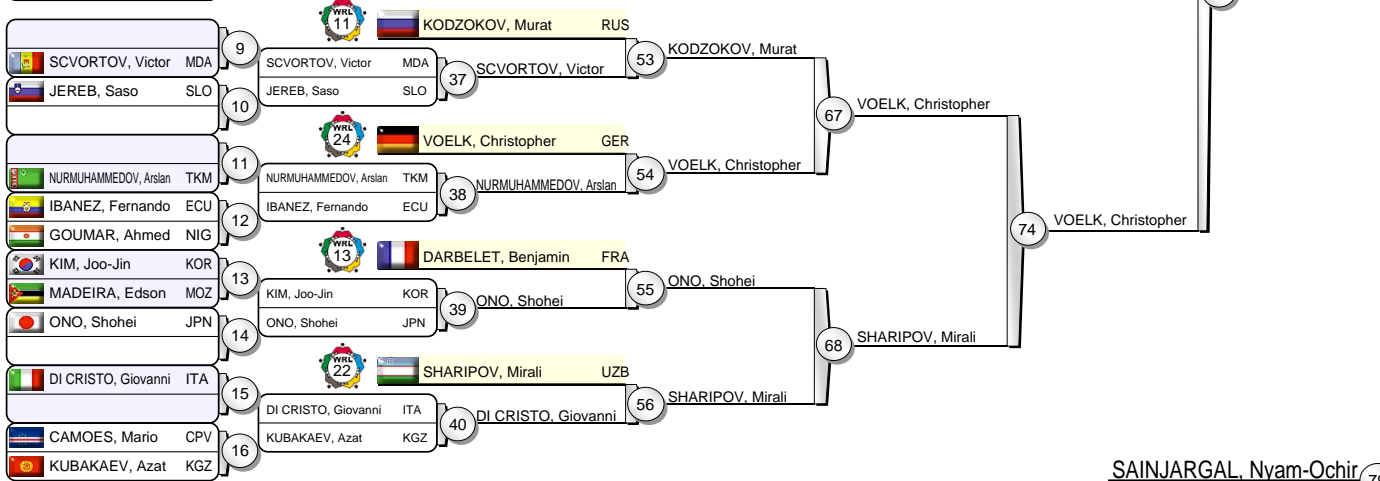 WRL
11
KODZOKOV, Murat RUS
SCVORTOV, Victor MDA
9
JEREB, Saso SLO
10
SCVORTOV, Victor MDA
JEREB, Saso SLO
37
SCVORTOV, Victor
53
KODZOKOV, Murat
67
VOELK, Christopher
WRL
24
VOELK, Christopher GER
11
NURMUHAMMEDOV, Arslan TKM
IBANEZ, Fernando ECU
12
GOUMAR, Ahmed NIG
NURMUHAMMEDOV, Arslan TKM
IBANEZ, Fernando ECU
38
NURMUHAMMEDOV, Arslan
54
VOELK, Christopher
74
VOELK, Christopher
WRL
13
DARBELET, Benjamin FRA
KIM, Joo-Jin KOR
13
MADEIRA, Edson MOZ
ONO, Shohei JPN
14
KIM, Joo-Jin KOR
ONO, Shohei JPN
39
ONO, Shohei
55
ONO, Shohei
68
SHARIPOV, Mirali
WRL
22
SHARIPOV, Mirali UZB
DI CRISTO, Giovanni ITA
15
CAMOES, Mario CPV
16
KUBAKAEV, Azat KGZ
DI CRISTO, Giovanni ITA
KUBAKAEV, Azat KGZ
40
DI CRISTO, Giovanni
56
SHARIPOV, Mirali
SAINJARGAL, Nyam-Ochir